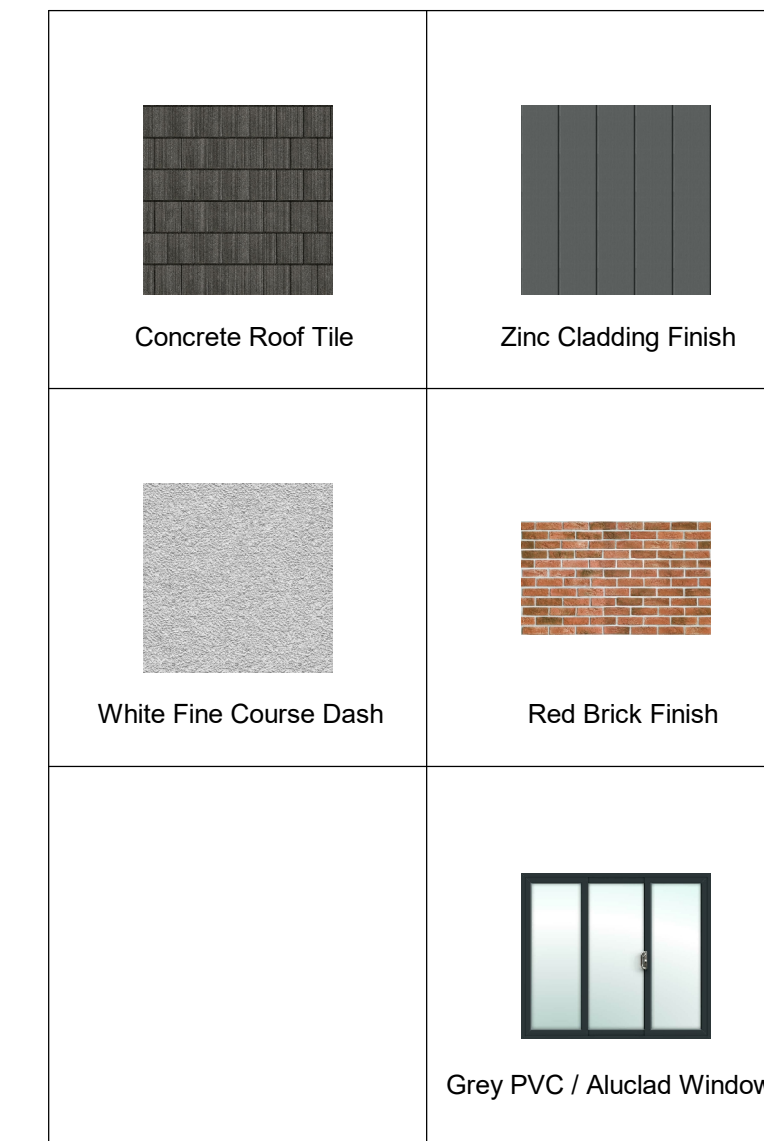 Concrete Roof Tile
Zinc Cladding Finish
White Fine Course Dash
Red Brick Finish
Grey PVC / Aluclad Window